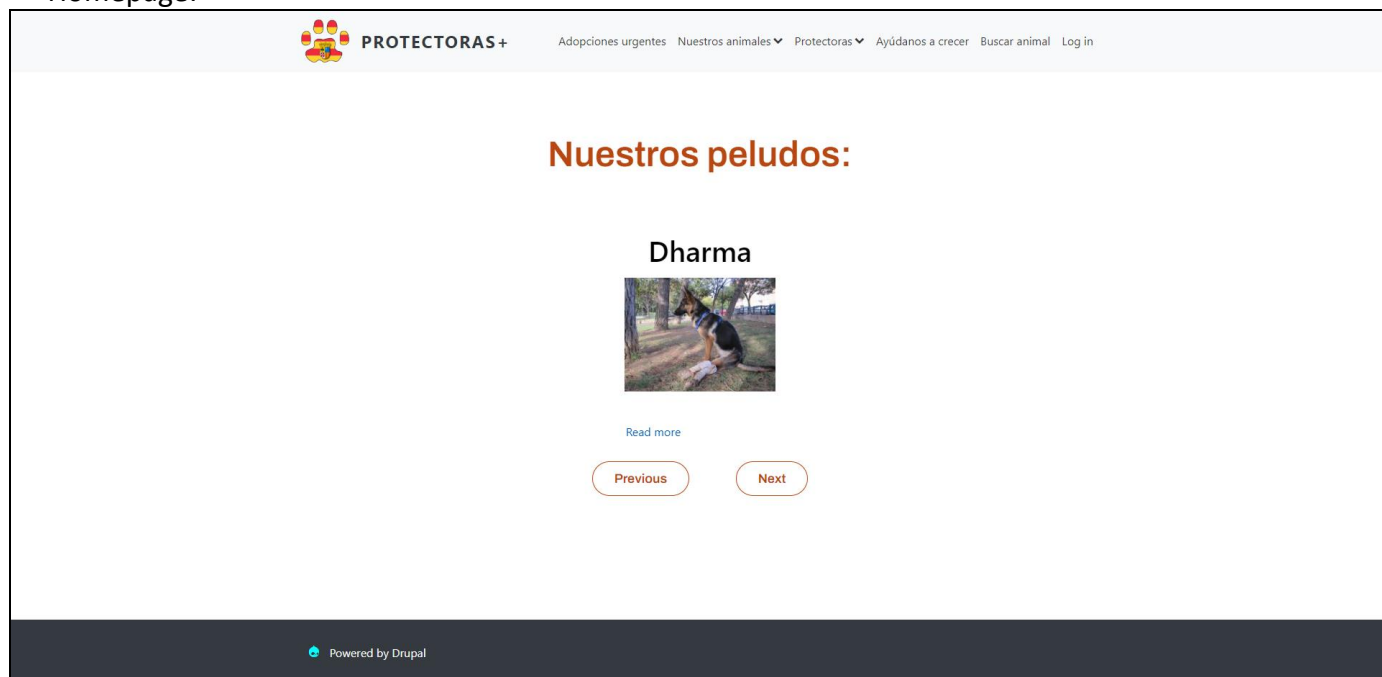 Homepage:
PROTECTORAS+ Adopciones urgentes Nuestros animales Protectoras Ayúdanos a crecer Buscar animal Log in
Nuestros peludos:
Dharma
Read more
Previous Next
Powered by Drupal